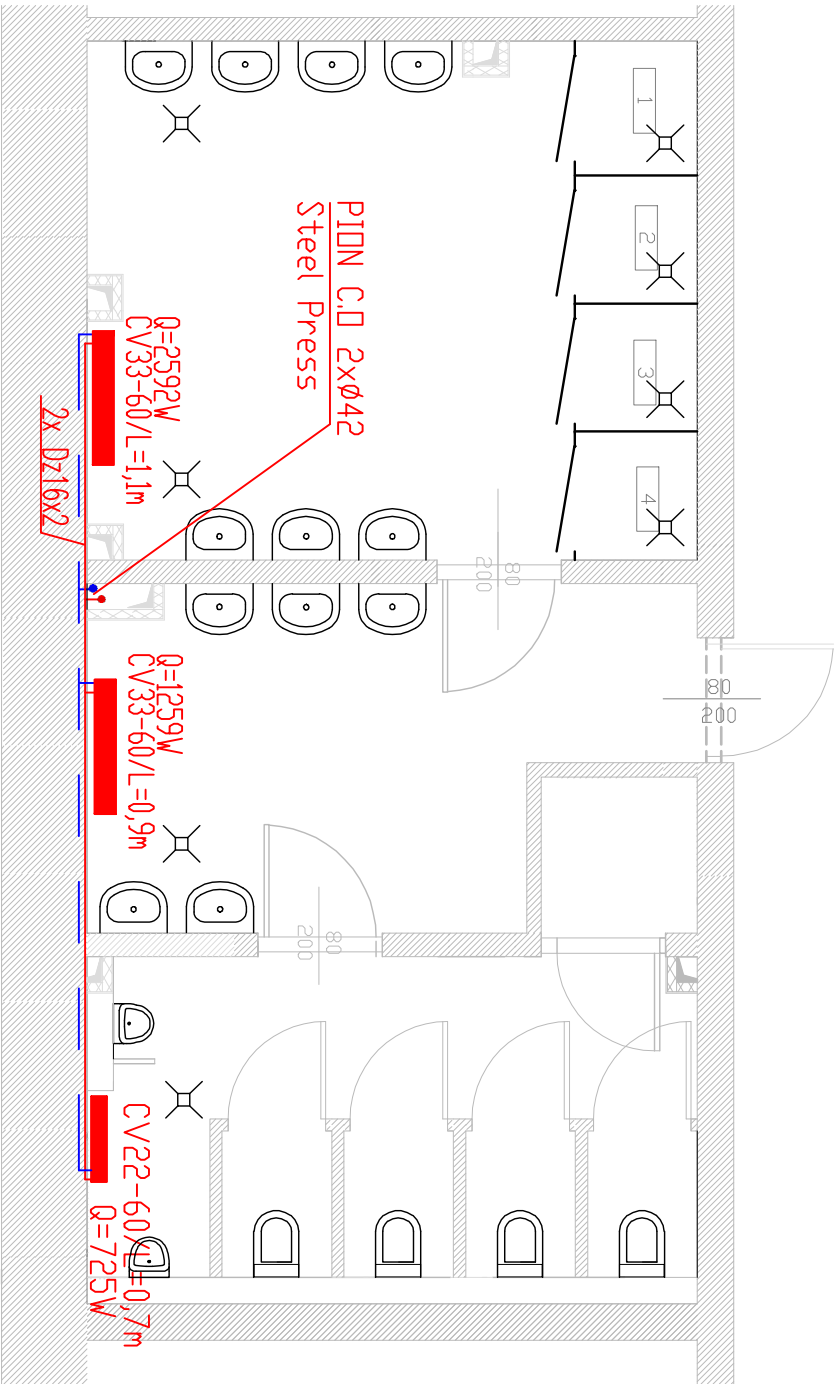 1
2
3
4
PION C.O 2xØ42
Steel Press
Q=2592W
CV33-60/L=1,1m
2x Dz16x2
80
200
80
200
Q=1259W
CV33-60/L=0,9m
80
200
CV22-60/L=0,7m
Q=725W